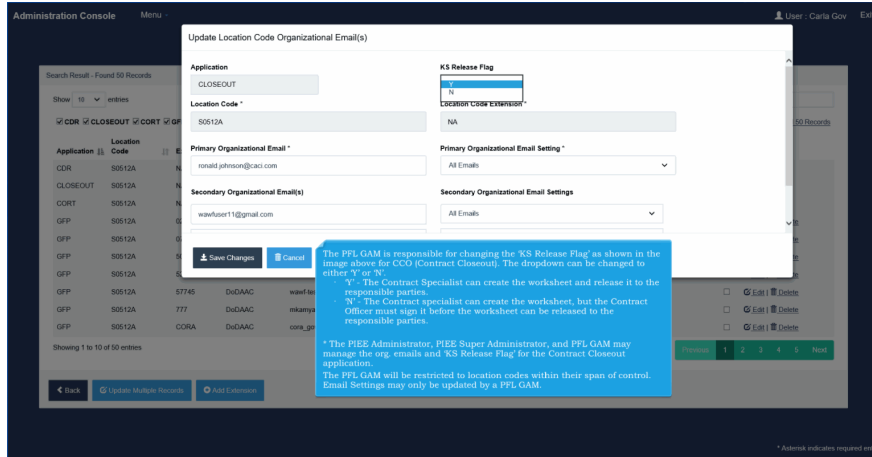 Administration Console Menu
User : Carla Gov
Update Location Code Organizational Email(s)
Application
KS Release Flag
CLOSEOUT
Y
N
Location Code *
Location Code Extension *
S0512A
NA
Primary Organizational Email *
Primary Organizational Email Setting *
ronald.johnson@caci.com
All Emails
Secondary Organizational Email(s)
Secondary Organizational Email Settings
wawfuser11@gmail.com
All Emails
Save Changes
Cancel
Search Result - Found 50 Records
Show 10 entries
CDR CLOSEOUT CORT
50 Records
Application
Location Code
CDR S0512A
CLOSEOUT S0512A
CORT S0512A
GFP S0512A
GFP S0512A
GFP S0512A
GFP S0512A
GFP S0512A 57745 DoDAAC Edit | Delete
GFP S0512A 777 DoDAAC Edit | Delete
GFP S0512A CORA DoDAAC Edit | Delete
Showing 1 to 10 of 50 entries
Previous 1 2 3 4 5 Next
Back
Update Multiple Records
Add Extension
The PFL GAM is responsible for changing the 'KS Release Flag' as shown in the
image above for CCO (Contract Closeout). The dropdown can be changed to
either 'Y' or 'N'.
· 'Y' - The Contract Specialist can create the worksheet and release it to the
responsible parties.
· 'N' - The Contract specialist can create the worksheet, but the Contract
Officer must sign it before the worksheet can be released to the
responsible parties.
* The PIEE Administrator, PIEE Super Administrator, and PFL GAM may
manage the org. emails and 'KS Release Flag' for the Contract Closeout
application.
The PFL GAM will be restricted to location codes within their span of control.
Email Settings may only be updated by a PFL GAM.
* Asterisk indicates required